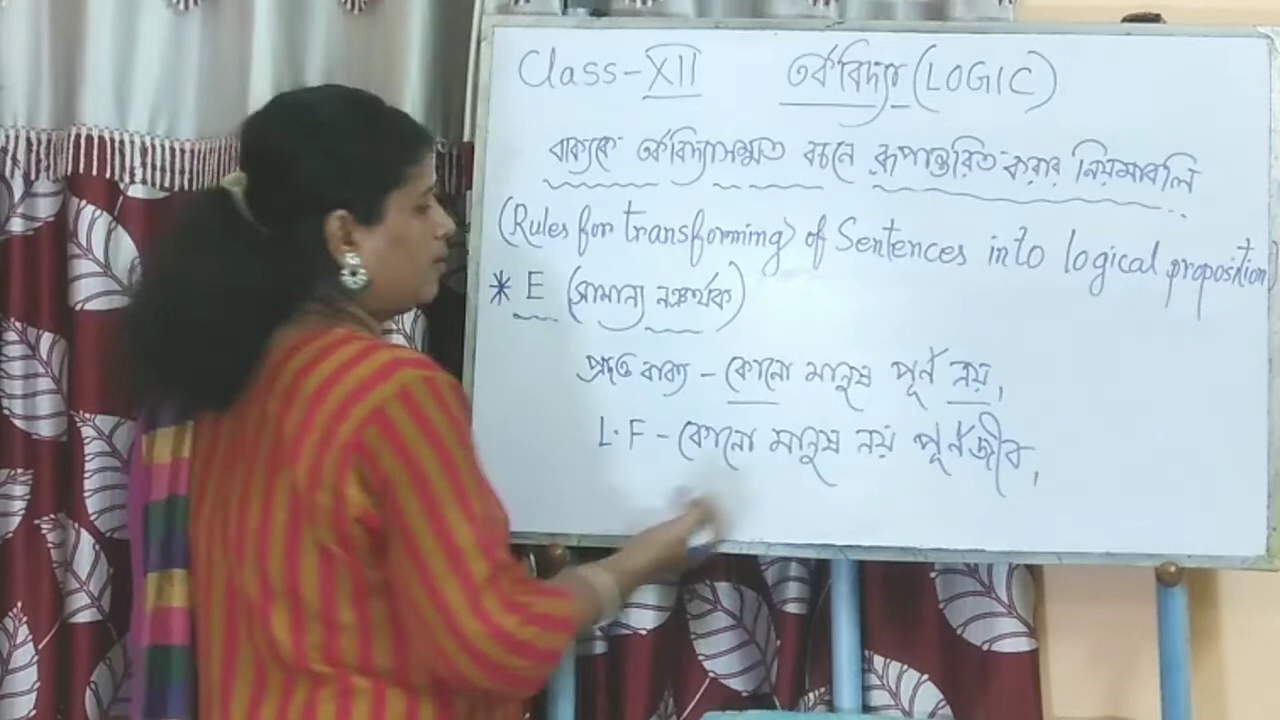 Class-XII তর্কবিদ্যা (LOGIC)
বাক্যকে তর্কবিদ্যাসম্মত বচনে রূপান্তরিত করার নিয়মাবলি
(Rules for transforming) of Sentences into logical proposition)
* E (সামান্য নঞর্থক)
প্রদত্ত বাক্য - কোনো মানুষ পূর্ন নয়,
L.F - কোনো মানুষ নয় পূর্নজীব,